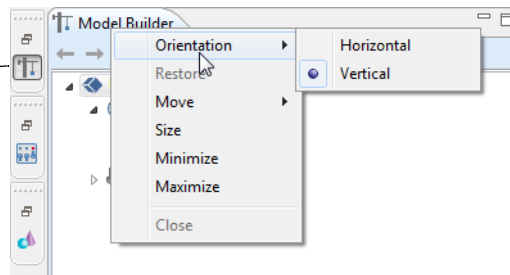 Model Builder
Orientation
Horizontal
Restore
Vertical
Move
Size
Minimize
Maximize
Close